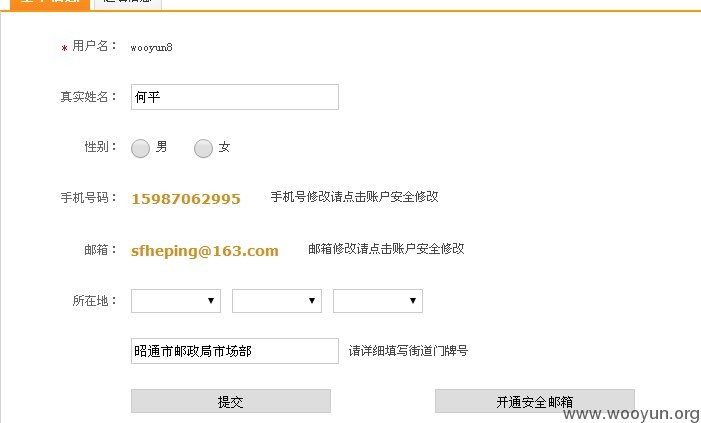 * 用户名： wooyun8
真实姓名： 何平
性别： 男 女
手机号码： 15987062995 手机号修改请点击账户安全修改
邮箱： sfheping@163.com 邮箱修改请点击账户安全修改
所在地：
昭通市邮政局市场部 请详细填写街道门牌号
提交 开通安全邮箱
www.wooyun.org